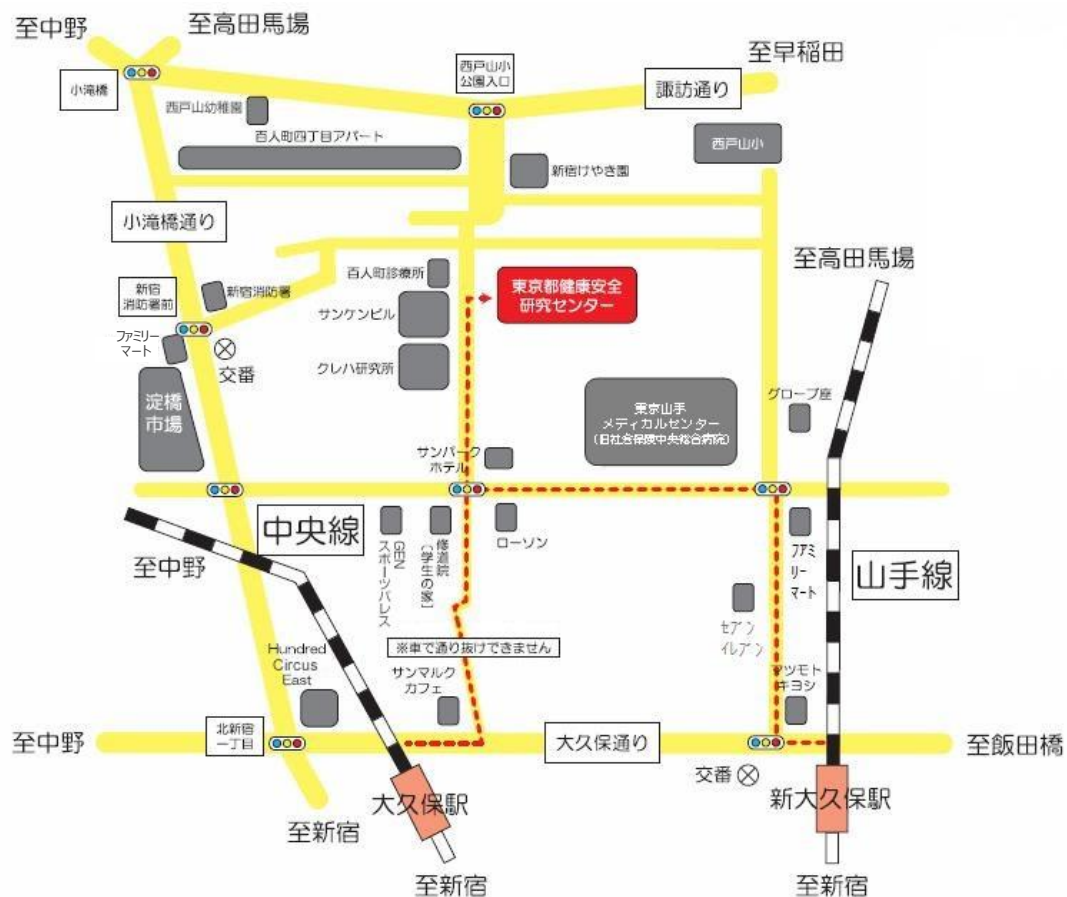 至中野
至高田馬場
小滝橋
西戸山小
公園入口
至早稲田
諏訪通り
西戸山幼稚園
百人町四丁目アパート
西戸山小
新宿けやき園
小滝橋通り
至高田馬場
新宿
消防署前
新宿消防署
百人町診療所
東京都健康安全
研究センター
サンケンビル
ファミリー
マート
交番
クレハ研究所
淀橋
市場
東京山手
メディカルセンター
(旧社会保険中央総合病院)
グローブ座
サンパーク
ホテル
中央線
至中野
GEN
スポーツパレス
修道院
[学生の家]
ローソン
ファミ
リー
マート
山手線
セブン
イレブン
※車で通り抜けできません
Hundred
Circus
East
サンマルク
カフェ
マツモト
キヨシ
北新宿
一丁目
至中野
大久保通り
至飯田橋
交番
大久保駅
新大久保駅
至新宿
至新宿
至新宿